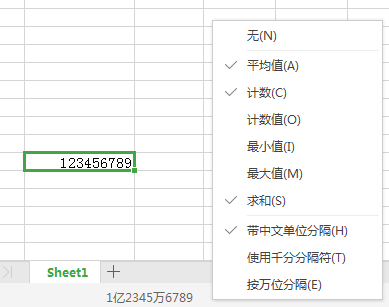 无(N)
平均值(A)
计数(C)
计数值(O)
最小值(I)
最大值(M)
求和(S)
带中文单位分隔(H)
使用千分分隔符(T)
按万位分隔(E)
123456789
Sheet1
1亿2345万6789